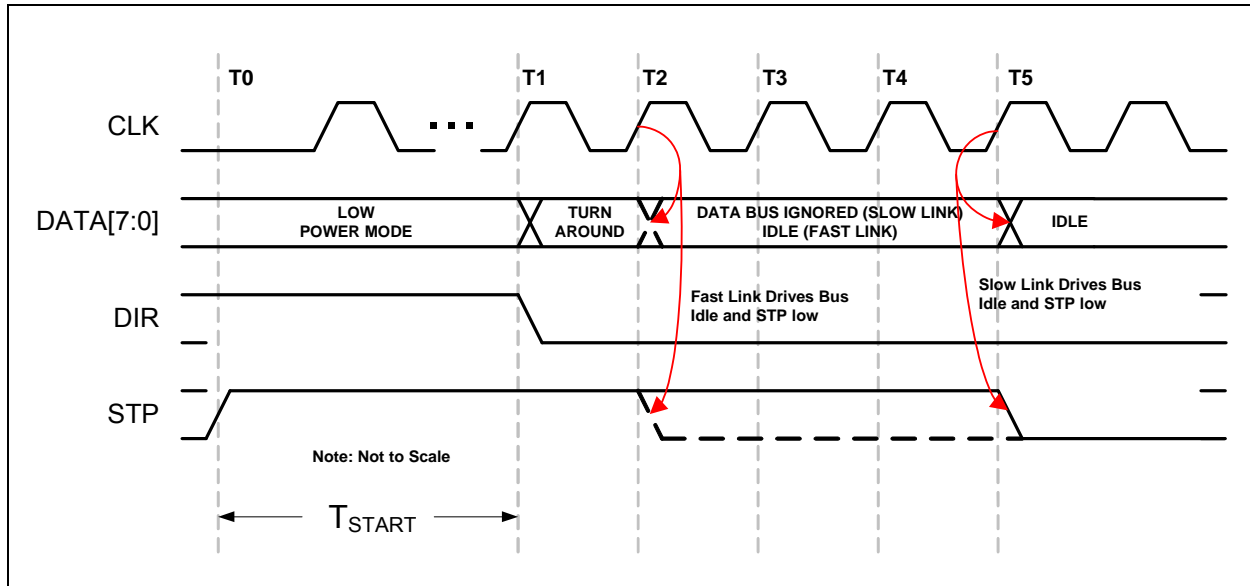 T0
T1
T2
T3
T4
T5
CLK
...
DATA[7:0]
LOW
POWER MODE
TURN
AROUND
DATA BUS IGNORED (SLOW LINK)
IDLE (FAST LINK)
IDLE
DIR
Fast Link Drives Bus
Idle and STP low
Slow Link Drives Bus
Idle and STP low
STP
Note: Not to Scale
TSTART